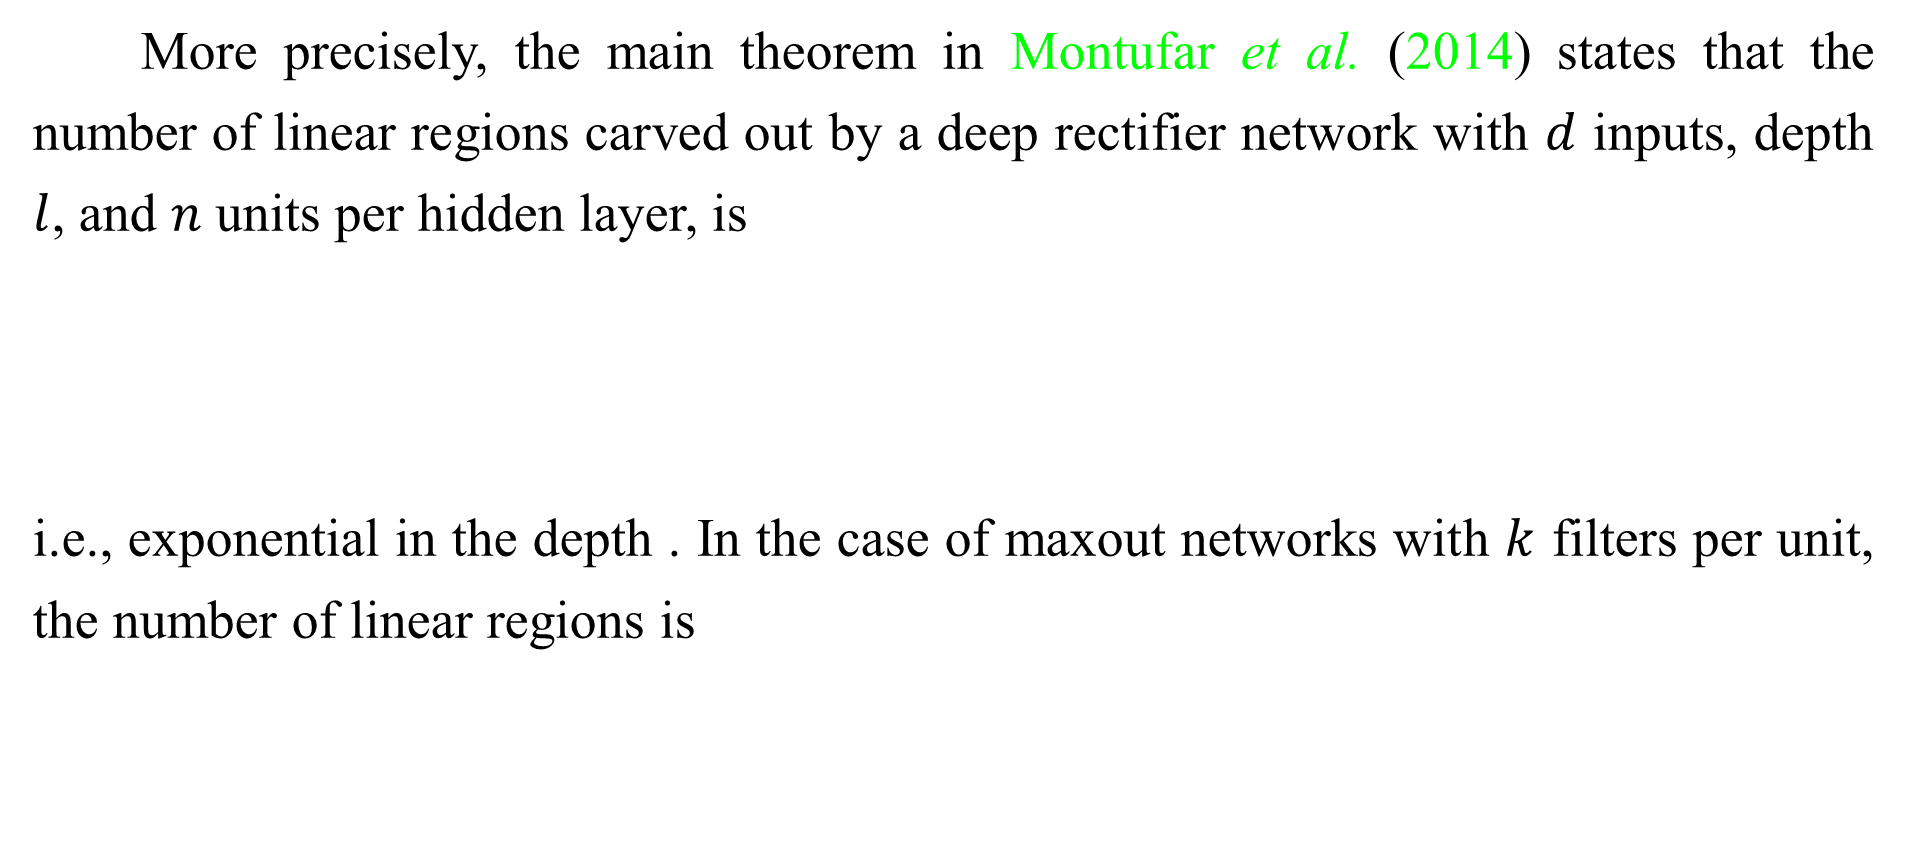 More precisely, the main theorem in Montufar et al. (2014) states that the
number of linear regions carved out by a deep rectifier network with d inputs, depth
l, and n units per hidden layer, is
i.e., exponential in the depth . In the case of maxout networks with k filters per unit,
the number of linear regions is